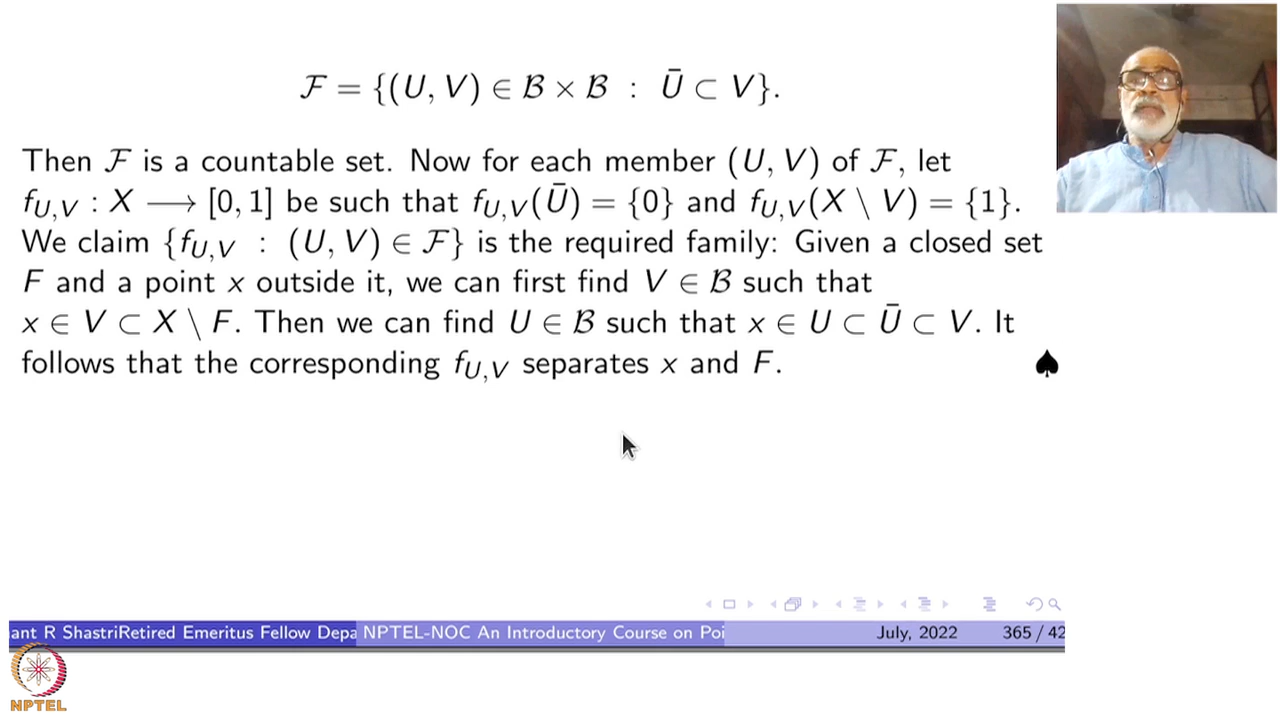 ℱ = {(U, V) ∈ ℬ × ℬ : Ū ⊂ V}.
Then ℱ is a countable set. Now for each member (U, V) of ℱ, let
f_{U,V} : X ⟶ [0, 1] be such that f_{U,V}(Ū) = {0} and f_{U,V}(X \ V) = {1}.
We claim {f_{U,V} : (U, V) ∈ ℱ} is the required family: Given a closed set
F and a point x outside it, we can first find V ∈ ℬ such that
x ∈ V ⊂ X \ F. Then we can find U ∈ ℬ such that x ∈ U ⊂ Ū ⊂ V. It
follows that the corresponding f_{U,V} separates x and F. ♠
ant R ShastriRetired Emeritus Fellow Depa NPTEL-NOC An Introductory Course on Poi July, 2022 365 / 42
NPTEL